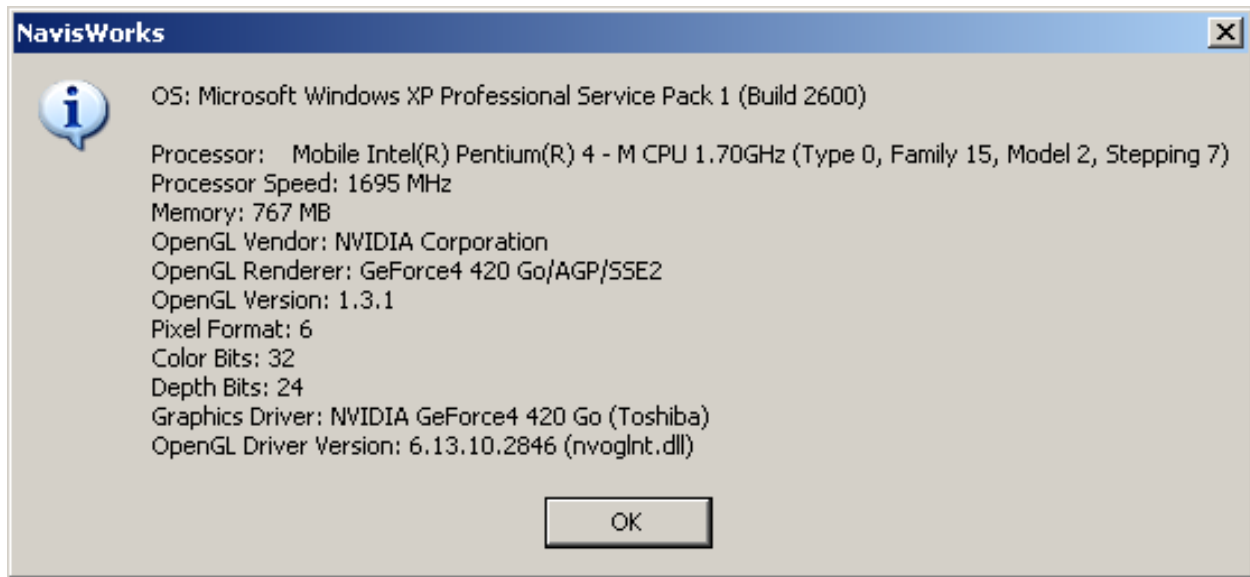 NavisWorks
OS: Microsoft Windows XP Professional Service Pack 1 (Build 2600)
Processor: Mobile Intel(R) Pentium(R) 4 - M CPU 1.70GHz (Type 0, Family 15, Model 2, Stepping 7)
Processor Speed: 1695 MHz
Memory: 767 MB
OpenGL Vendor: NVIDIA Corporation
OpenGL Renderer: GeForce4 420 Go/AGP/SSE2
OpenGL Version: 1.3.1
Pixel Format: 6
Color Bits: 32
Depth Bits: 24
Graphics Driver: NVIDIA GeForce4 420 Go (Toshiba)
OpenGL Driver Version: 6.13.10.2846 (nvoglnt.dll)
OK